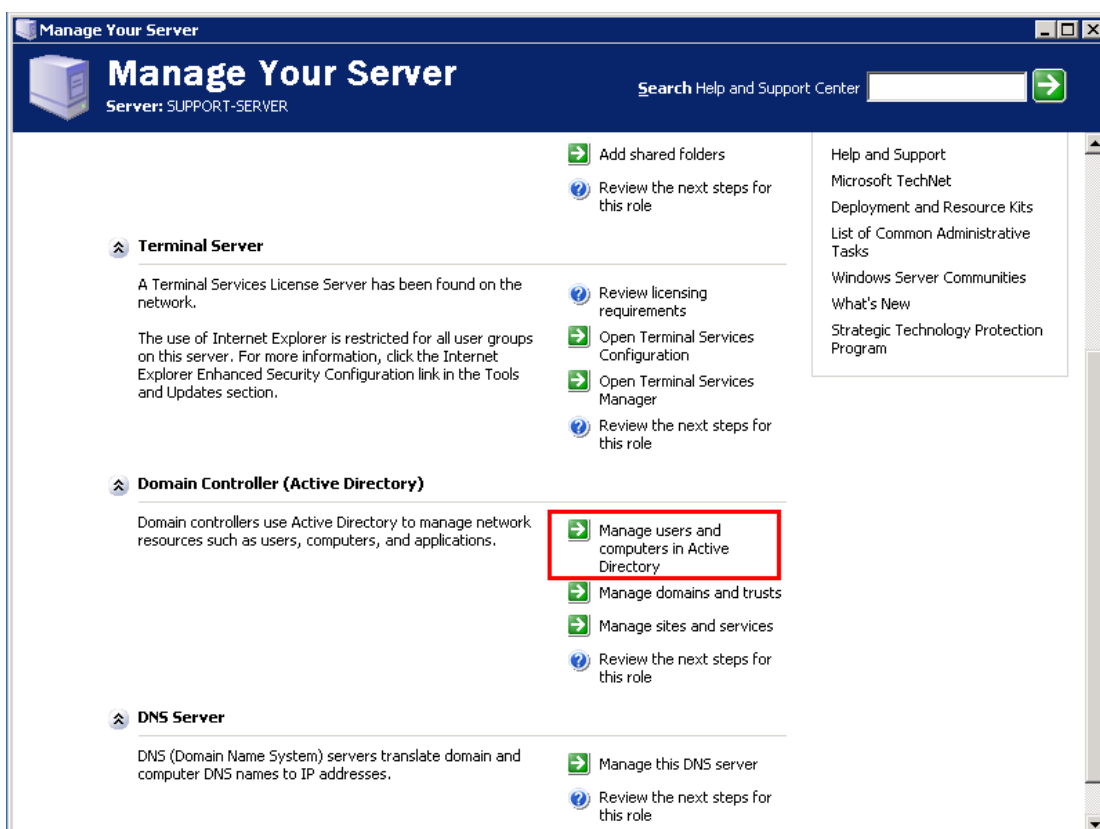 Manage Your Server
Manage Your Server
Server: SUPPORT-SERVER
Search Help and Support Center
Add shared folders
Review the next steps for
this role
Help and Support
Microsoft TechNet
Deployment and Resource Kits
List of Common Administrative
Tasks
Windows Server Communities
What's New
Strategic Technology Protection
Program
Terminal Server
A Terminal Services License Server has been found on the
network.
The use of Internet Explorer is restricted for all user groups
on this server. For more information, click the Internet
Explorer Enhanced Security Configuration link in the Tools
and Updates section.
Review licensing
requirements
Open Terminal Services
Configuration
Open Terminal Services
Manager
Review the next steps for
this role
Domain Controller (Active Directory)
Domain controllers use Active Directory to manage network
resources such as users, computers, and applications.
Manage users and
computers in Active
Directory
Manage domains and trusts
Manage sites and services
Review the next steps for
this role
DNS Server
DNS (Domain Name System) servers translate domain and
computer DNS names to IP addresses.
Manage this DNS server
Review the next steps for
this role